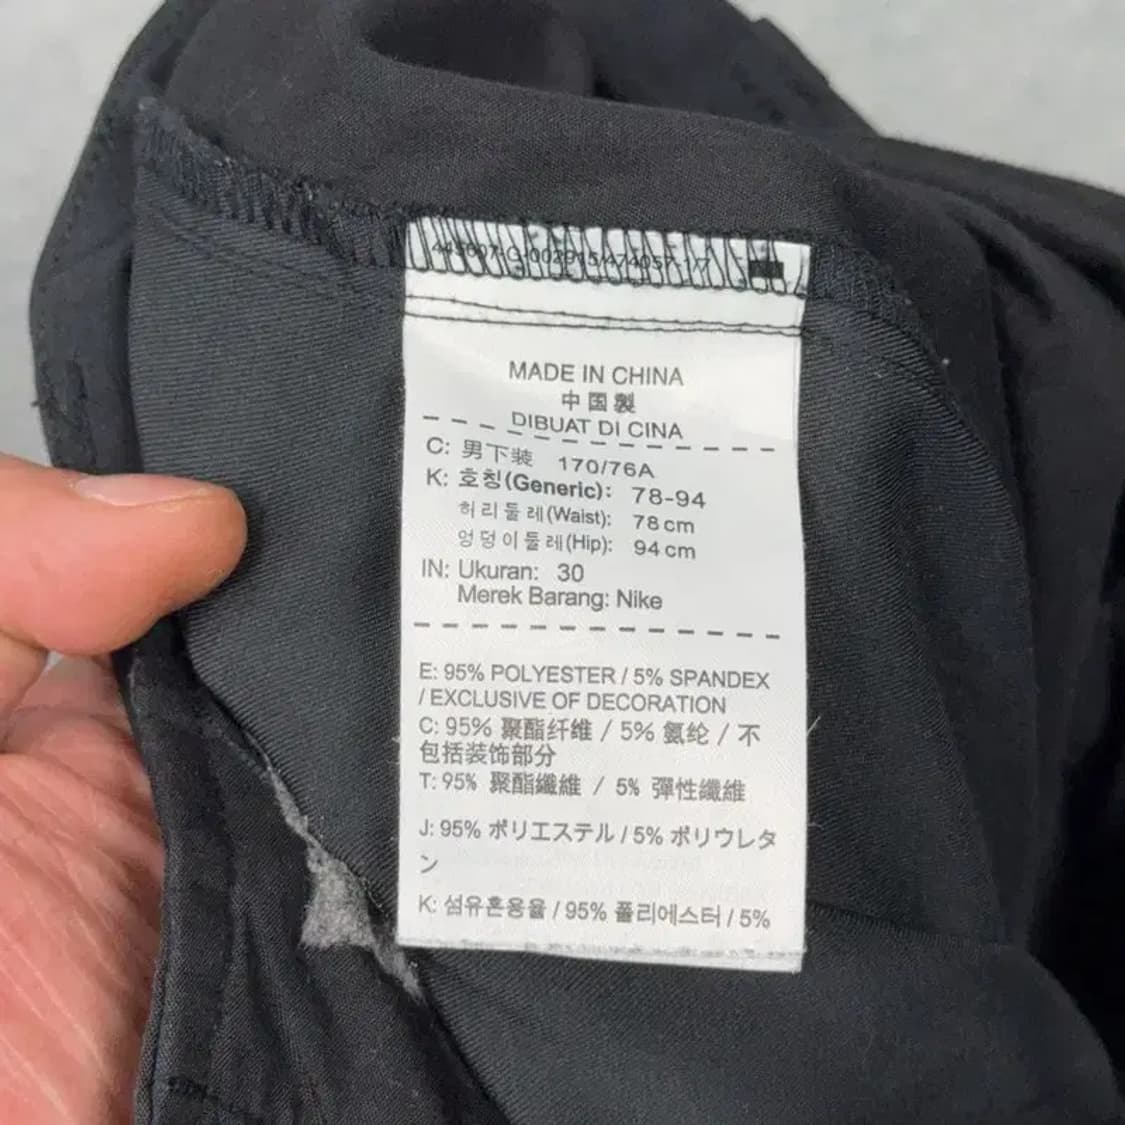 MADE IN CHINA
中国製
DIBUAT DI CINA
C: 男下装 170/76A
K: 호칭(Generic): 78-94
허리둘레(Waist): 78 cm
엉덩이둘레(Hip): 94 cm
IN: Ukuran: 30
Merek Barang: Nike
E: 95% POLYESTER / 5% SPANDEX
/ EXCLUSIVE OF DECORATION
C: 95% 聚酯纤维 / 5% 氨纶 / 不
包括装饰部分
T: 95% 聚酯纖維 / 5% 彈性纖維
J: 95% ポリエステル / 5% ポリウレタ
ン
K: 섬유혼용율 / 95% 폴리에스터 / 5%